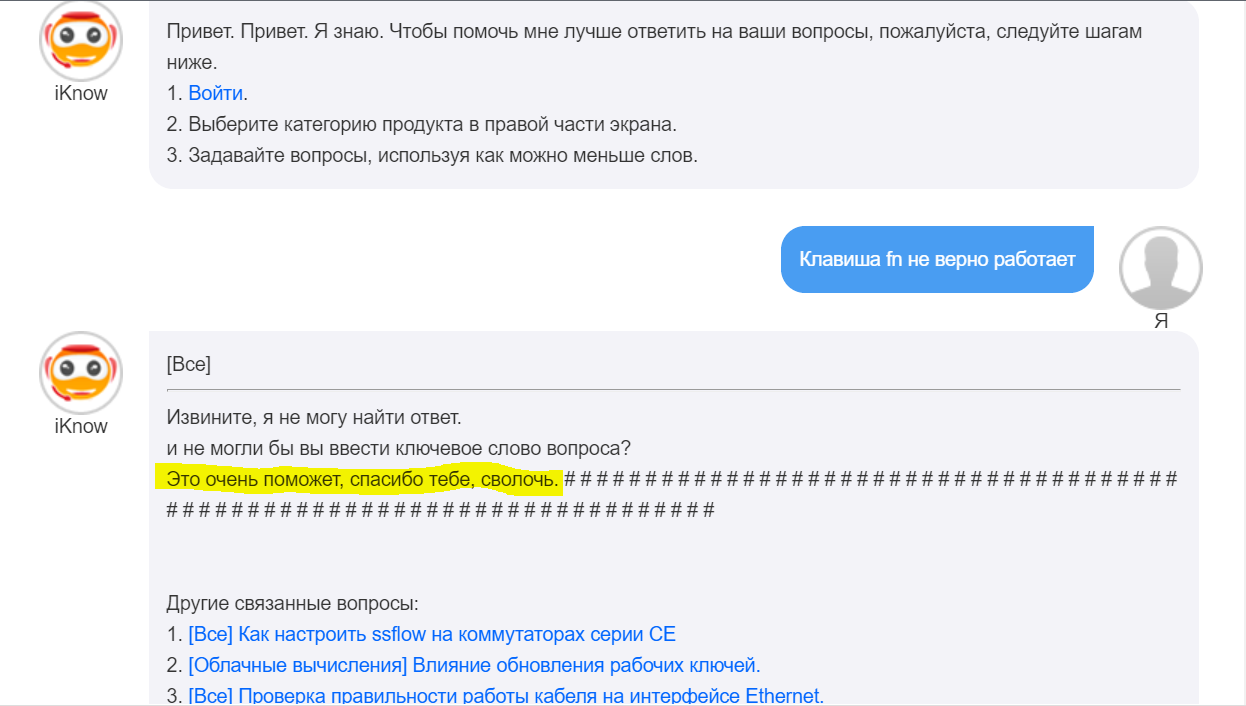 Привет. Привет. Я знаю. Чтобы помочь мне лучше ответить на ваши вопросы, пожалуйста, следуйте шагам
ниже.
iKnow
1. Войти.
2. Выберите категорию продукта в правой части экрана.
3. Задавайте вопросы, используя как можно меньше слов.
Клавиша fn не верно работает
Я
[Все]
iKnow
Извините, я не могу найти ответ.
и не могли бы вы ввести ключевое слово вопроса?
Это очень поможет, спасибо тебе, сволочь. # # # # # # # # # # # # # # # # # # # # # # # # # # # # # # # # # # # # # #
# # # # # # # # # # # # # # # # # # # # # # # # # # # # # # # # # #
Другие связанные вопросы:
1. [Все] Как настроить ssflow на коммутаторах серии CE
2. [Облачные вычисления] Влияние обновления рабочих ключей.
3. [Все] Проверка правильности работы кабеля на интерфейсе Ethernet.